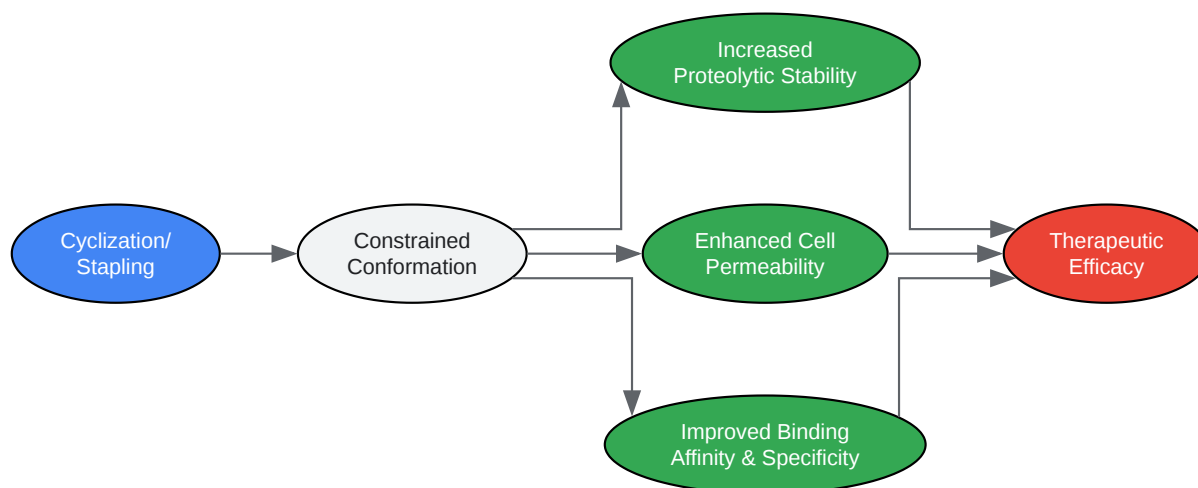 Increased
Proteolytic Stability
Cyclization/
Stapling
Constrained
Conformation
Enhanced Cell
Permeability
Therapeutic
Efficacy
Improved Binding
Affinity & Specificity